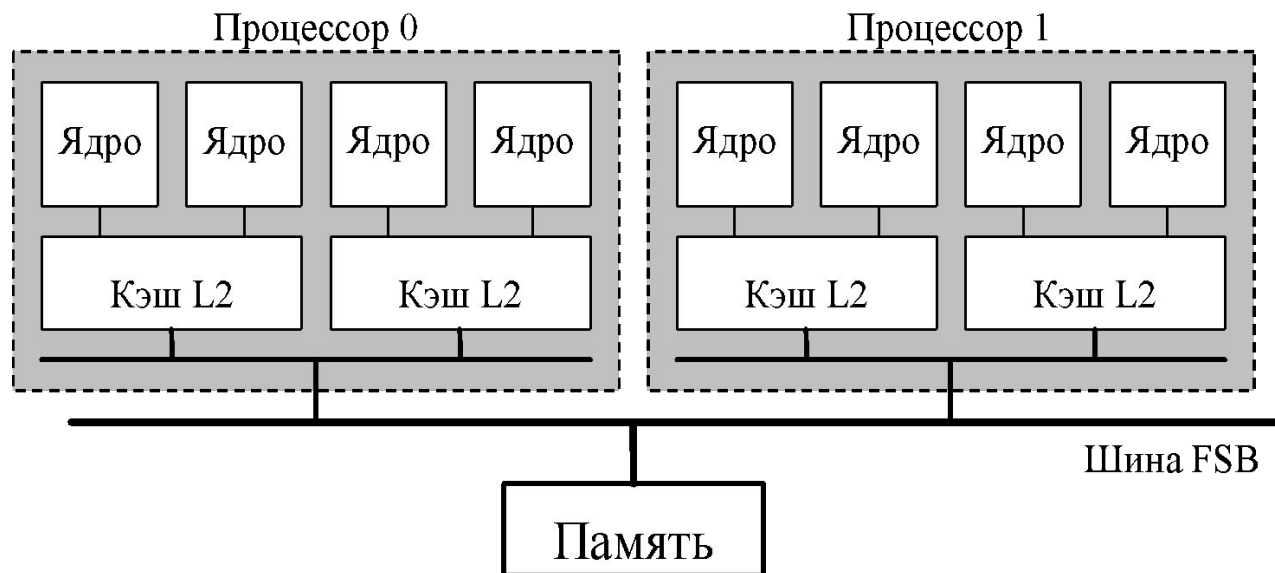 Процессор 0
Процессор 1
Ядро
Ядро
Ядро
Ядро
Ядро
Ядро
Ядро
Ядро
Кэш L2
Кэш L2
Кэш L2
Кэш L2
Шина FSB
Память